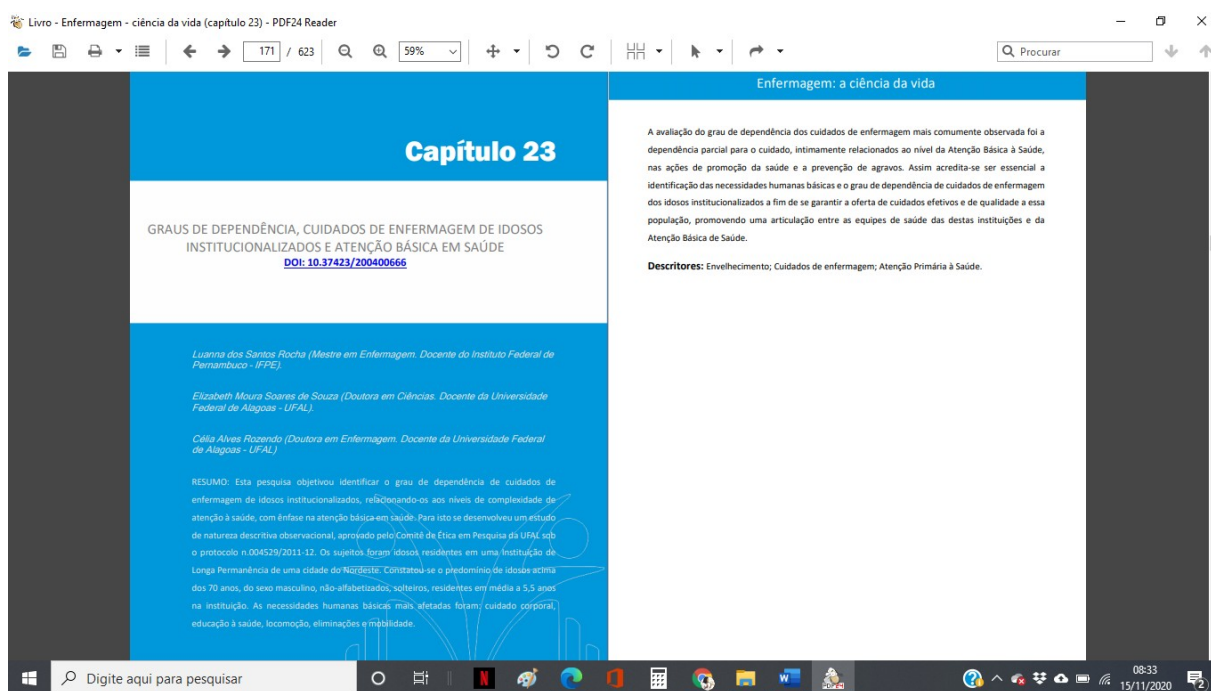 Livro - Enfermagem - ciência da vida (capítulo 23) - PDF24 Reader
171 / 623
59%
Procurar
Capítulo 23
GRAUS DE DEPENDÊNCIA, CUIDADOS DE ENFERMAGEM DE IDOSOS
INSTITUCIONALIZADOS E ATENÇÃO BÁSICA EM SAÚDE
DOI: 10.37423/200400666
Luanna dos Santos Rocha (Mestre em Enfermagem. Docente do Instituto Federal de
Pernambuco - IFPE).
Elizabeth Moura Soares de Souza (Doutora em Ciências. Docente da Universidade
Federal de Alagoas - UFAL).
Célia Alves Rozendo (Doutora em Enfermagem. Docente da Universidade Federal
de Alagoas - UFAL)
RESUMO: Esta pesquisa objetivou identificar o grau de dependência de cuidados de
enfermagem de idosos institucionalizados, relacionando-os aos níveis de complexidade de
atenção à saúde, com ênfase na atenção básica em saúde. Para isto se desenvolveu um estudo
de natureza descritiva observacional, aprovado pelo Comitê de Ética em Pesquisa da UFAL sob
o protocolo n.004529/2011-12. Os sujeitos foram idosos residentes em uma Instituição de
Longa Permanência de uma cidade do Nordeste. Constatou-se o predomínio de idosos acima
dos 70 anos, do sexo masculino, não-alfabetizados, solteiros, residentes em média a 5,5 anos
na instituição. As necessidades humanas básicas mais afetadas foram: cuidado corporal,
educação à saúde, locomoção, eliminações e mobilidade.
Enfermagem: a ciência da vida
A avaliação do grau de dependência dos cuidados de enfermagem mais comumente observada foi a
dependência parcial para o cuidado, intimamente relacionados ao nível da Atenção Básica à Saúde,
nas ações de promoção da saúde e a prevenção de agravos. Assim acredita-se ser essencial a
identificação das necessidades humanas básicas e o grau de dependência de cuidados de enfermagem
dos idosos institucionalizados a fim de se garantir a oferta de cuidados efetivos e de qualidade a essa
população, promovendo uma articulação entre as equipes de saúde das destas instituições e da
Atenção Básica de Saúde.
Descritores: Envelhecimento; Cuidados de enfermagem; Atenção Primária à Saúde.
Digite aqui para pesquisar
08:33
15/11/2020